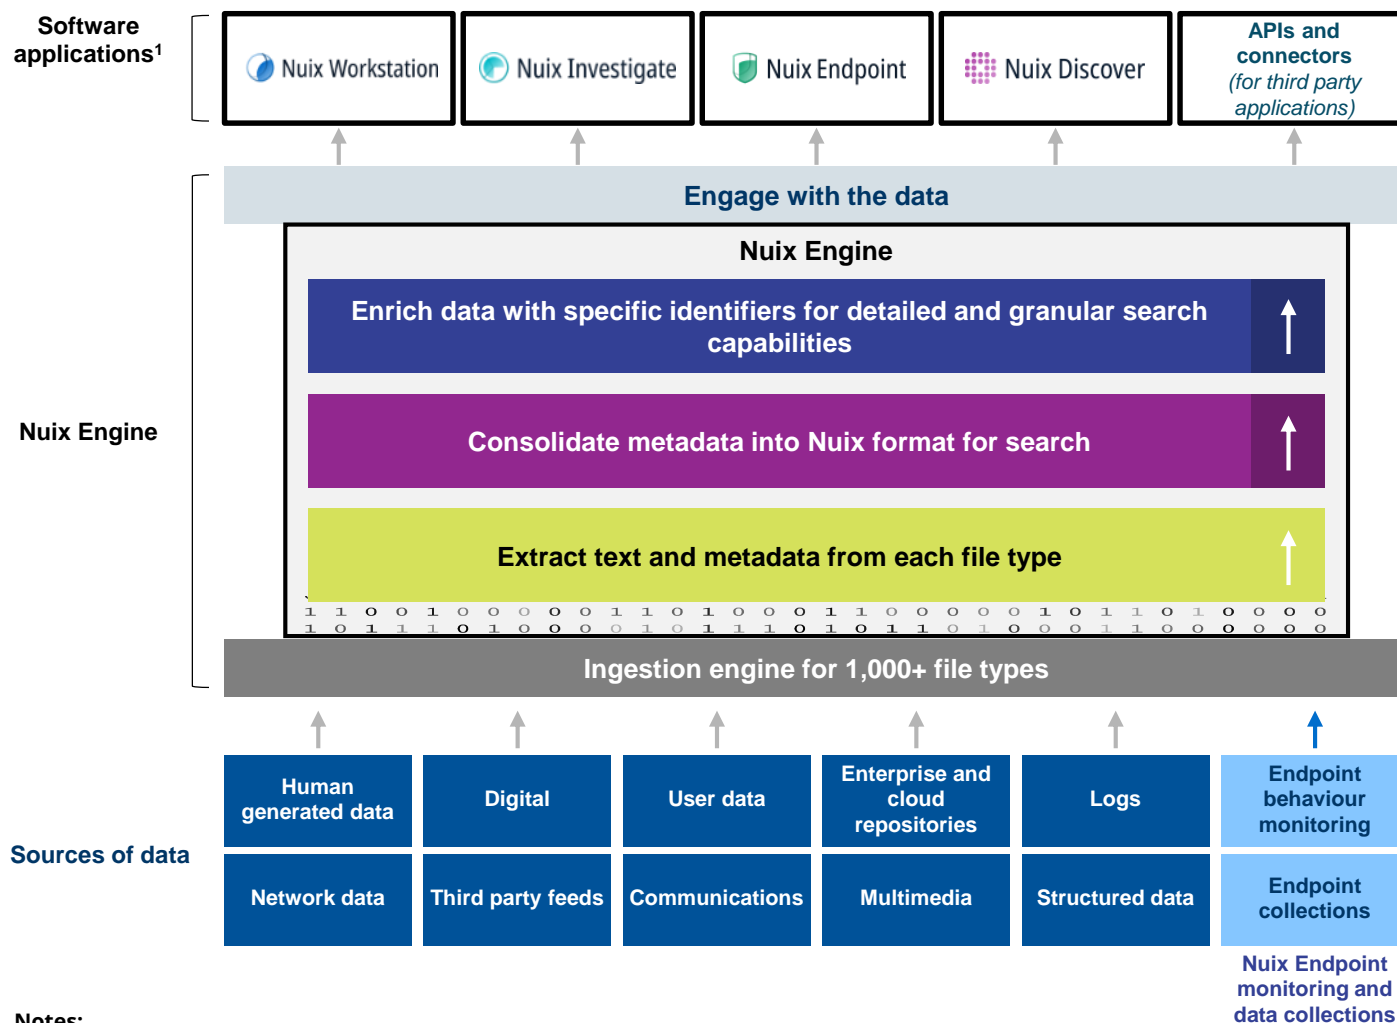 Software
applications¹
Nuix Workstation
Nuix Investigate
Nuix Endpoint
Nuix Discover
APIs and
connectors
(for third party
applications)
Engage with the data
Nuix Engine
Nuix Engine
Enrich data with specific identifiers for detailed and granular search
capabilities
Consolidate metadata into Nuix format for search
Extract text and metadata from each file type
1 1 0 0 1 0 0 0 0 0 1 1 0 1 0 0 0 1 1 0 0 0 0 0 1 0 1 1 0 1 0 0 0 0
1 0 1 1 1 0 1 0 0 0 0 1 0 1 1 1 0 1 0 1 1 0 1 0 0 0 1 1 0 0 0 0 0 0
Ingestion engine for 1,000+ file types
Sources of data
Human
generated data
Digital
User data
Enterprise and
cloud
repositories
Logs
Endpoint
behaviour
monitoring
Network data
Third party feeds
Communications
Multimedia
Structured data
Endpoint
collections
Nuix Endpoint
monitoring and
data collections
Notes: